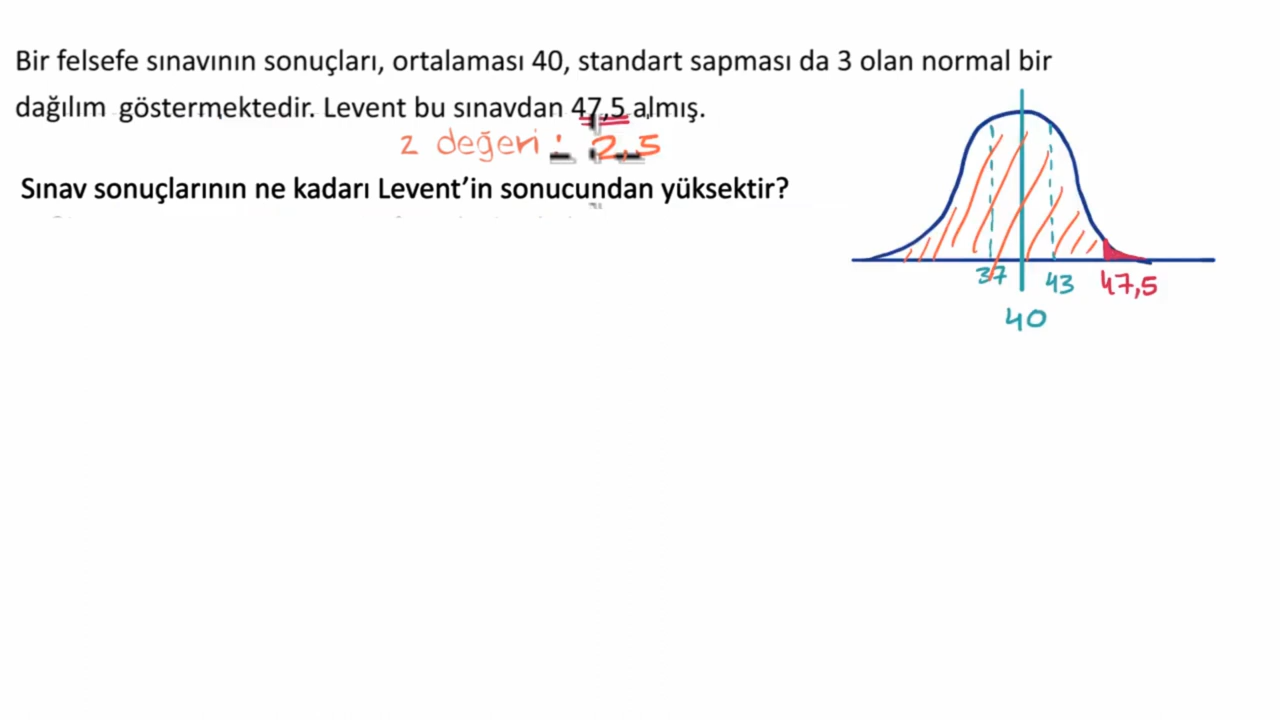 Bir felsefe sınavının sonuçları, ortalaması 40, standart sapması da 3 olan normal bir
dağılım göstermektedir. Levent bu sınavdan 47,5 almış.
z değeri : 2,5
Sınav sonuçlarının ne kadarı Levent'in sonucundan yüksektir?
37 43 47,5
40